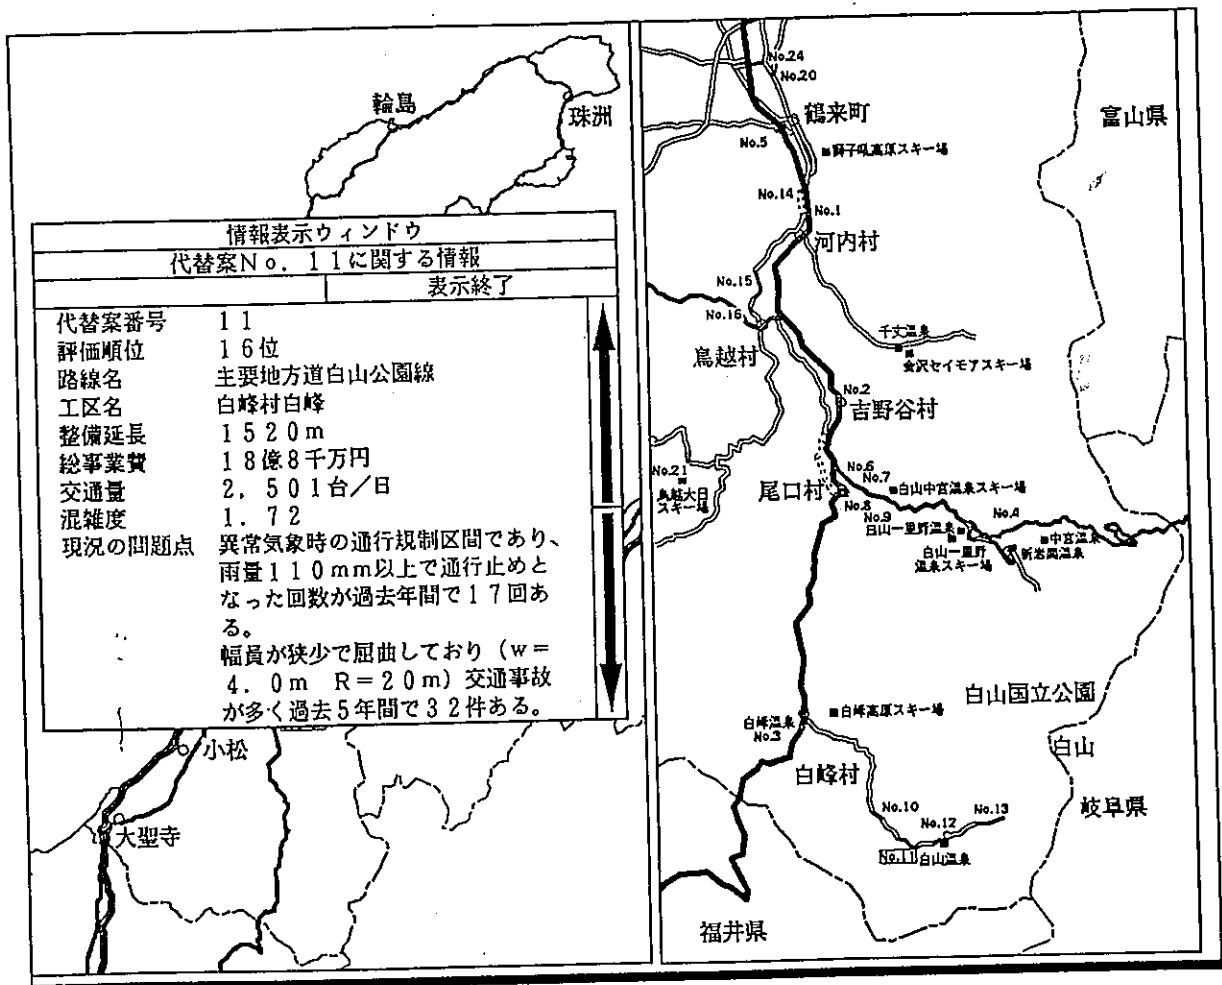 輪島
珠洲
情報表示ウィンドウ
代替案No．11に関する情報
表示終了
代替案番号 11
評価順位 16位
路線名 主要地方道白山公園線
工区名 白峰村白峰
整備延長 1520m
総事業費 18億8千万円
交通量 2，501台／日
混雑度 1．72
現況の問題点 異常気象時の通行規制区間であり、
雨量110mm以上で通行止めと
なった回数が過去年間で17回あ
る。
幅員が狭少で屈曲しており（w＝
4．0m R＝20m）交通事故
が多く過去5年間で32件ある。
小松
大聖寺
No.24
No.20
鶴来町
富山県
No.5
獅子吼高原スキー場
No.14
No.1
河内村
No.15
No.16
千丈温泉
鳥越村
金沢セイモアスキー場
No.2
吉野谷村
No.21
鳥越大日
スキー場
No.6
No.7
尾口村
白山中宮温泉スキー場
No.8
No.9
No.4
白山一里野温泉
中宮温泉
白山一里野
温泉スキー場
新岩間温泉
白山国立公園
白峰温泉
No.3
白峰高原スキー場
白山
白峰村
岐阜県
No.10
No.12
No.13
No.11
白山温泉
福井県